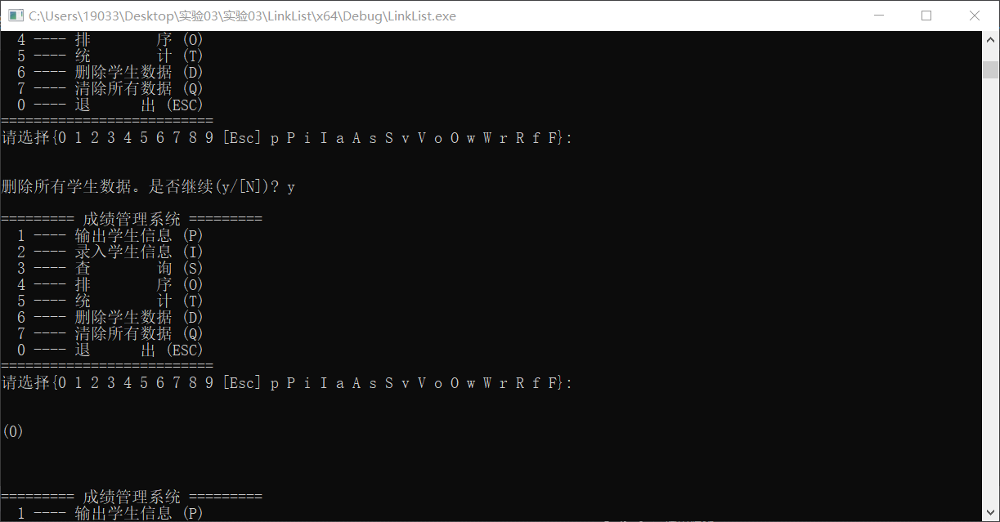 C:\Users\19033\Desktop\实验03\实验03\LinkList\x64\Debug\LinkList.exe
4 ---- 排        序 (O)
5 ---- 统        计 (T)
6 ---- 删除学生数据 (D)
7 ---- 清除所有数据 (Q)
0 ---- 退      出 (ESC)
==========================
请选择{0 1 2 3 4 5 6 7 8 9 [Esc] p P i I a A s S v V o O w W r R f F}:
删除所有学生数据。是否继续(y/[N])? y
========= 成绩管理系统 =========
1 ---- 输出学生信息 (P)
2 ---- 录入学生信息 (I)
3 ---- 查        询 (S)
4 ---- 排        序 (O)
5 ---- 统        计 (T)
6 ---- 删除学生数据 (D)
7 ---- 清除所有数据 (Q)
0 ---- 退      出 (ESC)
==========================
请选择{0 1 2 3 4 5 6 7 8 9 [Esc] p P i I a A s S v V o O w W r R f F}:
(0)
========= 成绩管理系统 =========
1 ---- 输出学生信息 (P)